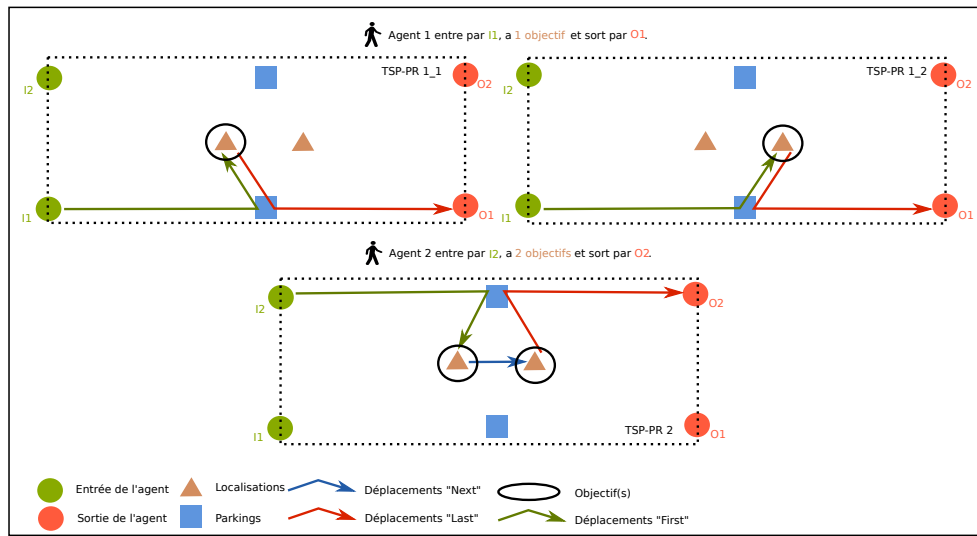 Agent 1 entre par I1, a 1 objectif et sort par O1.
TSP-PR 1_1
TSP-PR 1_2
I2
O2
I2
O2
I1
O1
I1
O1
Agent 2 entre par I2, a 2 objectifs et sort par O2.
I2
O2
I1
TSP-PR 2
O1
Entrée de l'agent
Localisations
Déplacements "Next"
Objectif(s)
Sortie de l'agent
Parkings
Déplacements "Last"
Déplacements "First"